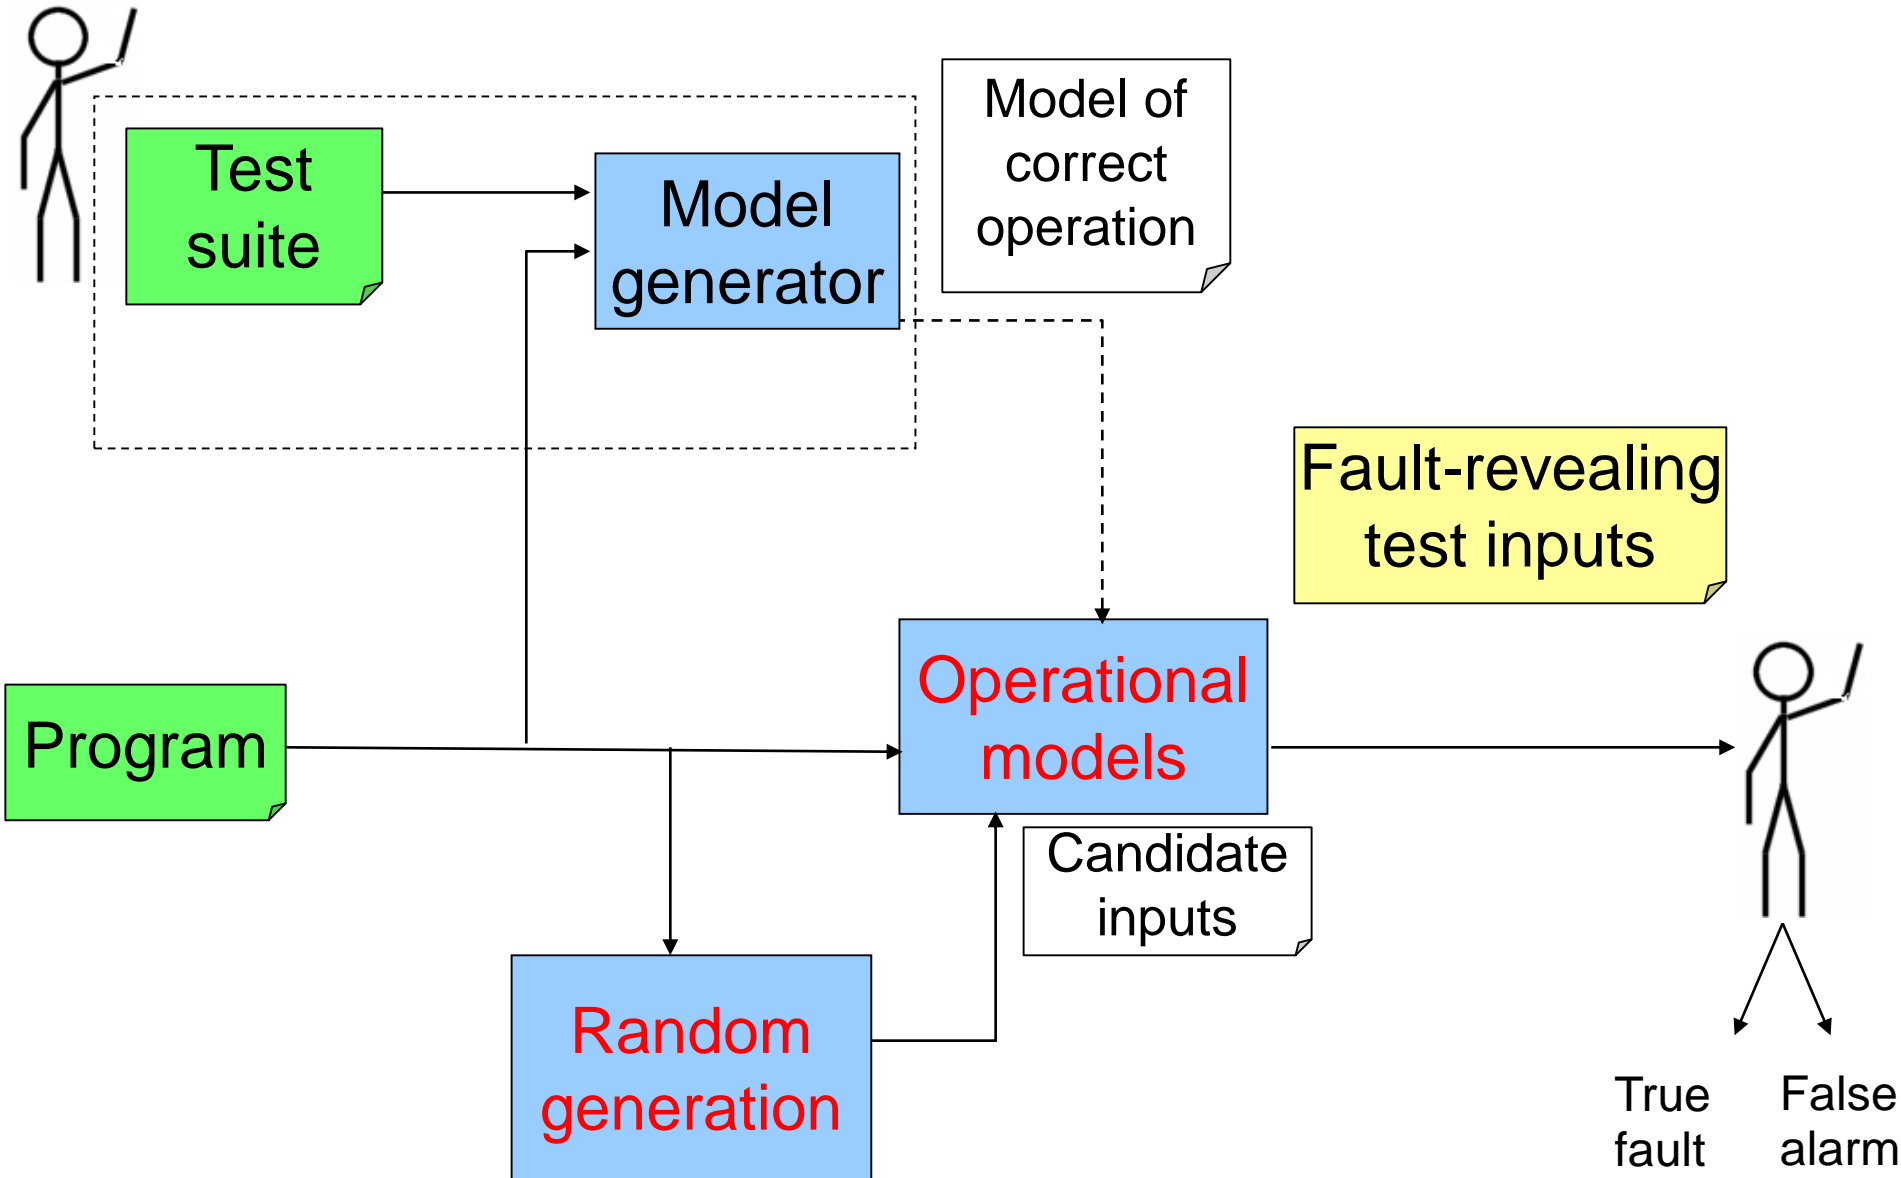 Test
suite
Model
generator
Model of
correct
operation
Fault-revealing
test inputs
Program
Operational
models
Candidate
inputs
Random
generation
True
fault
False
alarm